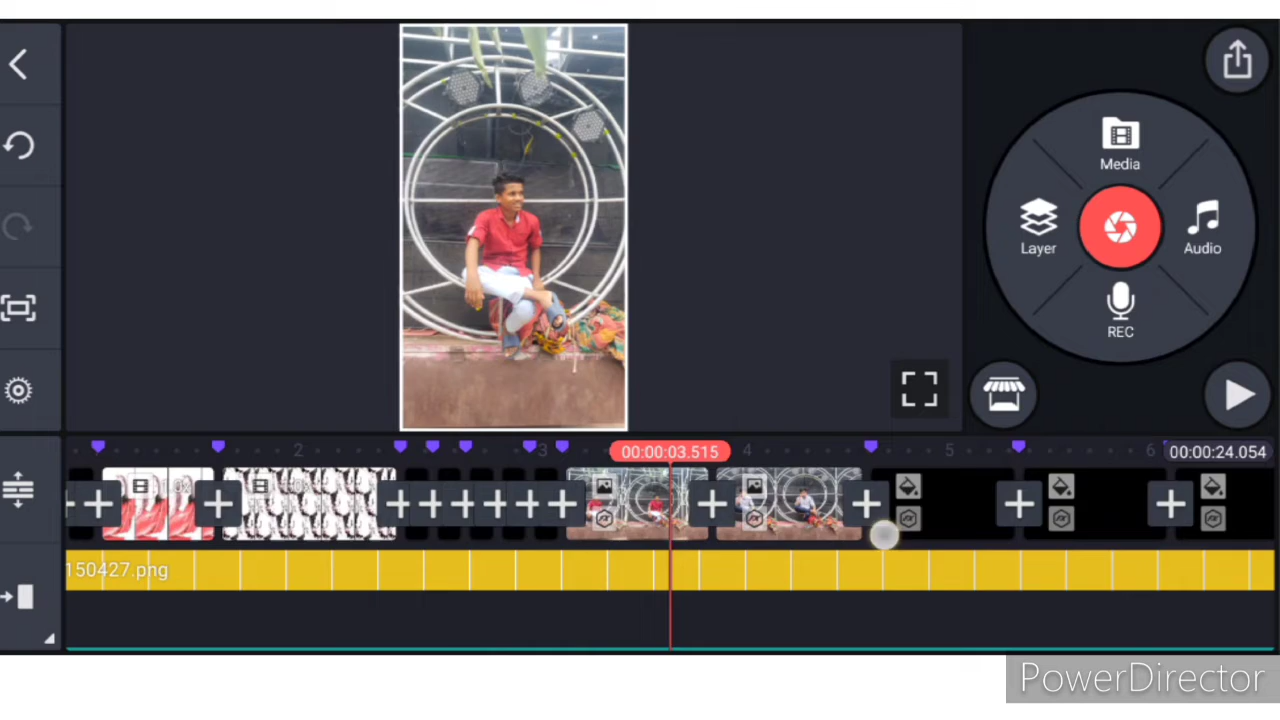 Media
Layer
Audio
REC
2
3
00:00:03.515
4
5
6
00:00:24.054
150427.png
PowerDirector